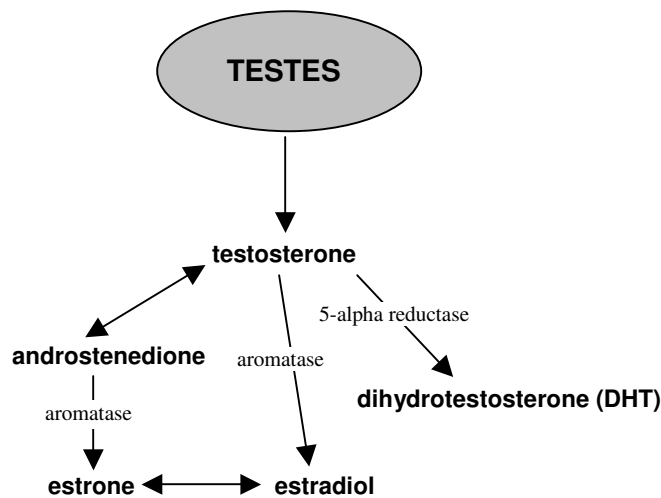 TESTES
testosterone
5-alpha reductase
androstenedione
aromatase
dihydrotestosterone (DHT)
aromatase
estrone
estradiol